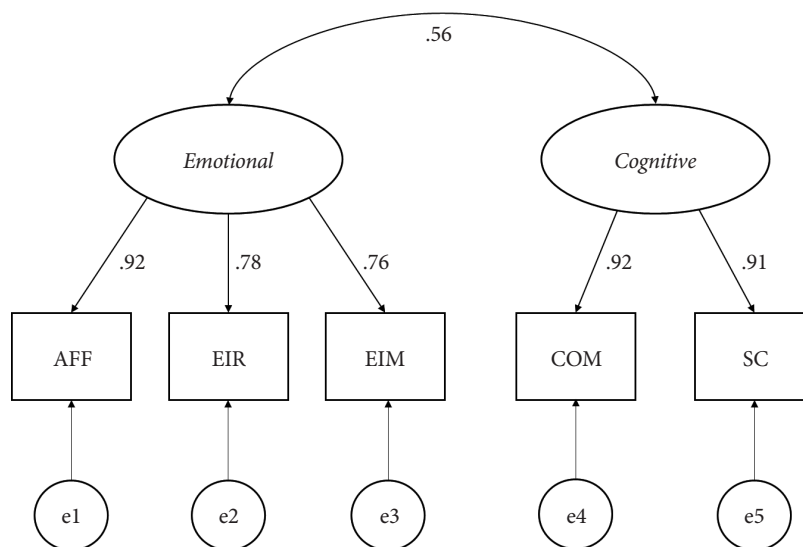 .56
Emotional
Cognitive
.92
.78
.76
.92
.91
AFF
EIR
EIM
COM
SC
e1
e2
e3
e4
e5